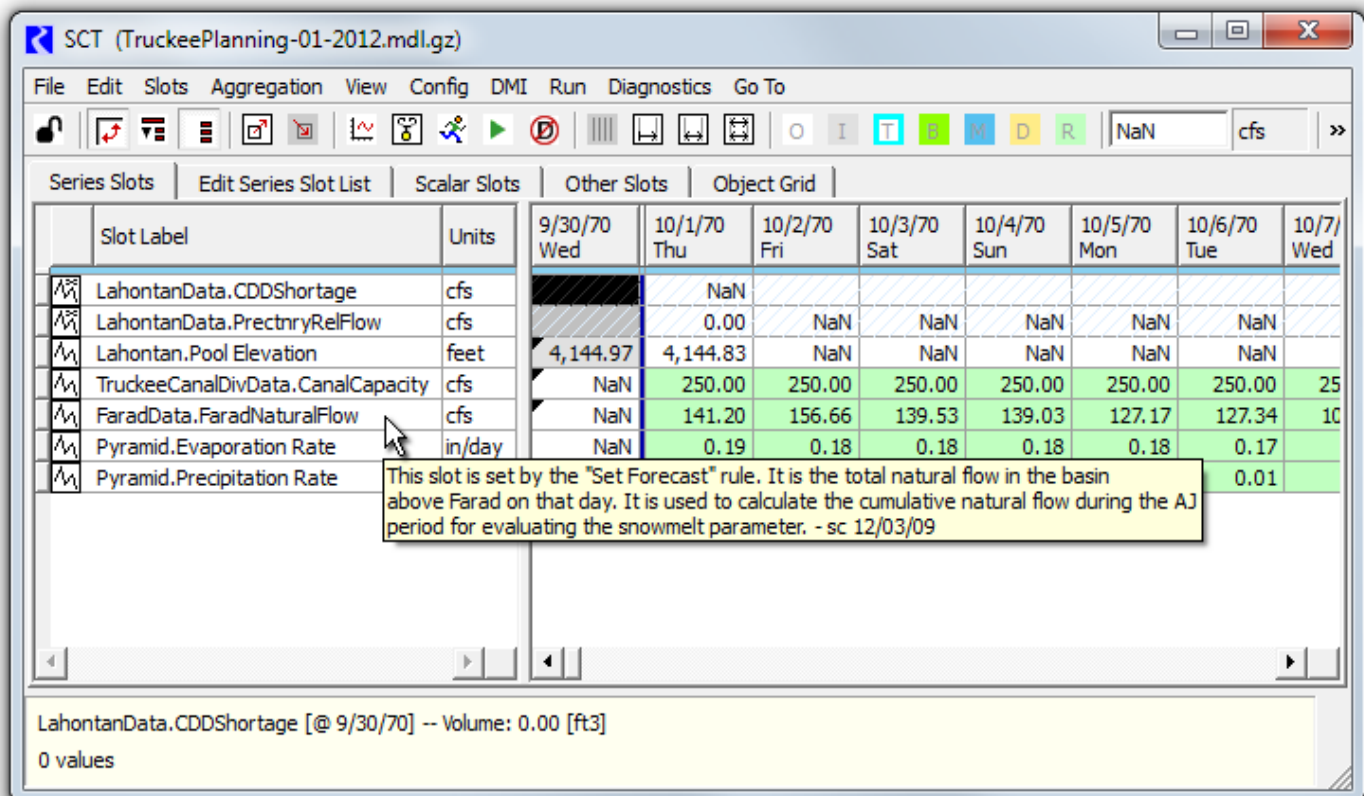 SCT (TruckeePlanning-01-2012.mdl.gz)
File Edit Slots Aggregation View Config DMI Run Diagnostics Go To
D O I T B M D R NaN cfs »
Series Slots Edit Series Slot List Scalar Slots Other Slots Object Grid
Slot Label Units 9/30/70 10/1/70 10/2/70 10/3/70 10/4/70 10/5/70 10/6/70 10/7/
Wed Thu Fri Sat Sun Mon Tue Wed
LahontanData.CDDShortage cfs NaN
LahontanData.PrectnryRelFlow cfs 0.00 NaN NaN NaN NaN NaN
Lahontan.Pool Elevation feet 4,144.97 4,144.83 NaN NaN NaN NaN NaN
TruckeeCanalDivData.CanalCapacity cfs NaN 250.00 250.00 250.00 250.00 250.00 250.00 25
FaradData.FaradNaturalFlow cfs NaN 141.20 156.66 139.53 139.03 127.17 127.34 10
Pyramid.Evaporation Rate in/day NaN 0.19 0.18 0.18 0.18 0.18 0.17
Pyramid.Precipitation Rate 0.01
This slot is set by the "Set Forecast" rule. It is the total natural flow in the basin
above Farad on that day. It is used to calculate the cumulative natural flow during the AJ
period for evaluating the snowmelt parameter. - sc 12/03/09
LahontanData.CDDShortage [@ 9/30/70] -- Volume: 0.00 [ft3]
0 values